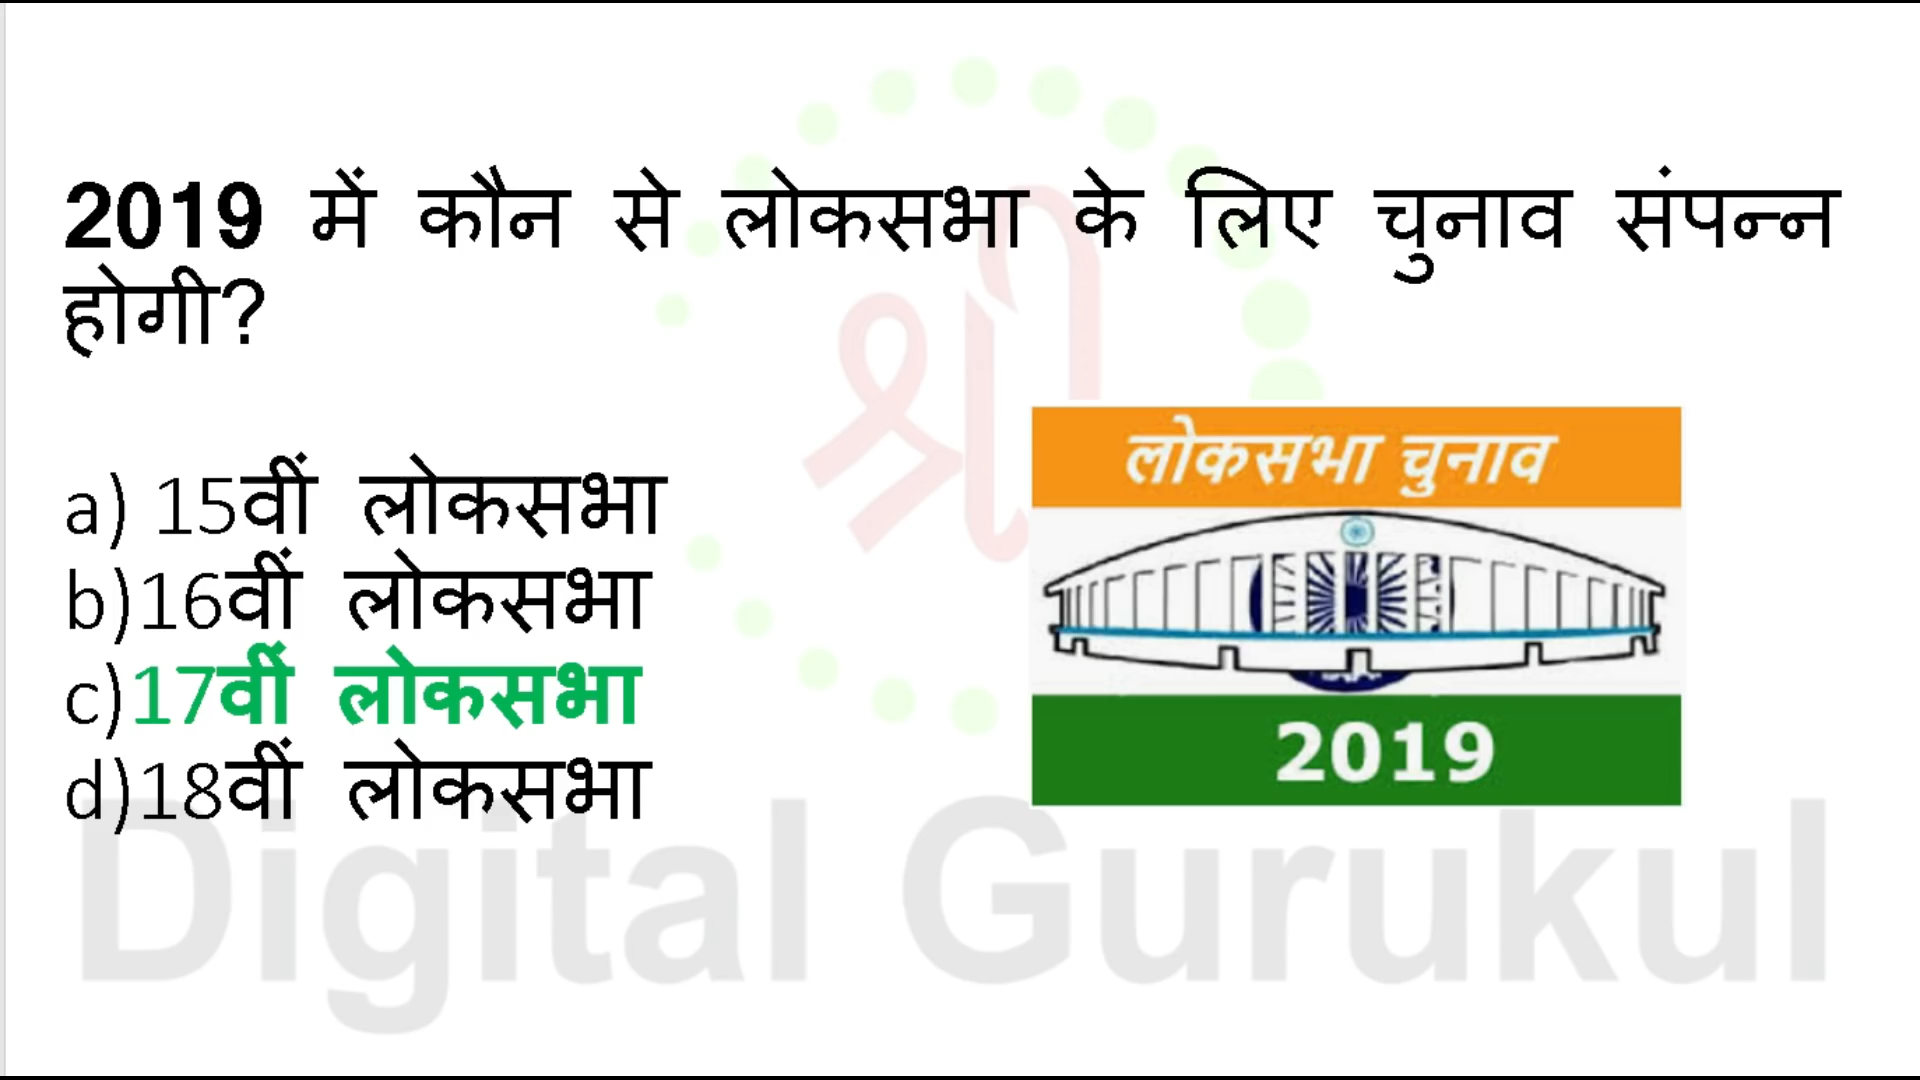 2019 में कौन से लोकसभा के लिए चुनाव संपन्न
होगी?
a) 15वीं लोकसभा
b)16वीं लोकसभा
c)17वीं लोकसभा
d)18वीं लोकसभा
लोकसभा चुनाव
2019
श्री
Digital Gurukul